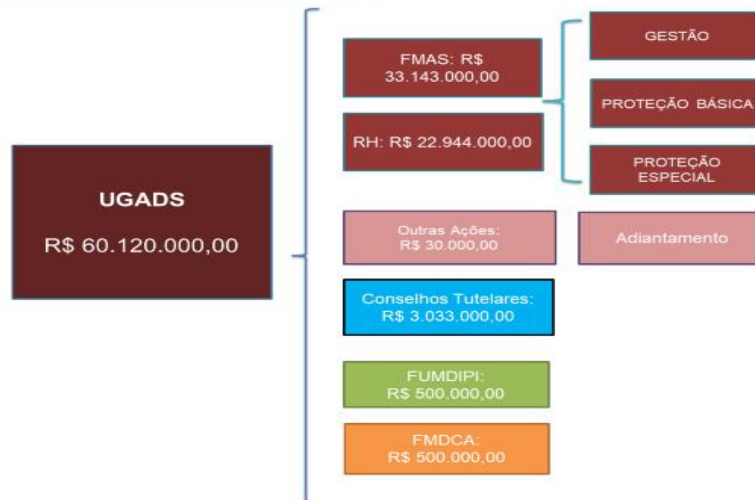 UGADS
R$ 60.120.000,00
FMAS: R$
33.143.000,00
RH: R$ 22.944.000,00
GESTÃO
PROTEÇÃO BÁSICA
PROTEÇÃO
ESPECIAL
Outras Ações:
R$ 30.000,00
Adiantamento
Conselhos Tutelares:
R$ 3.033.000,00
FUMDIPI:
R$ 500.000,00
FMDCA:
R$ 500.000,00